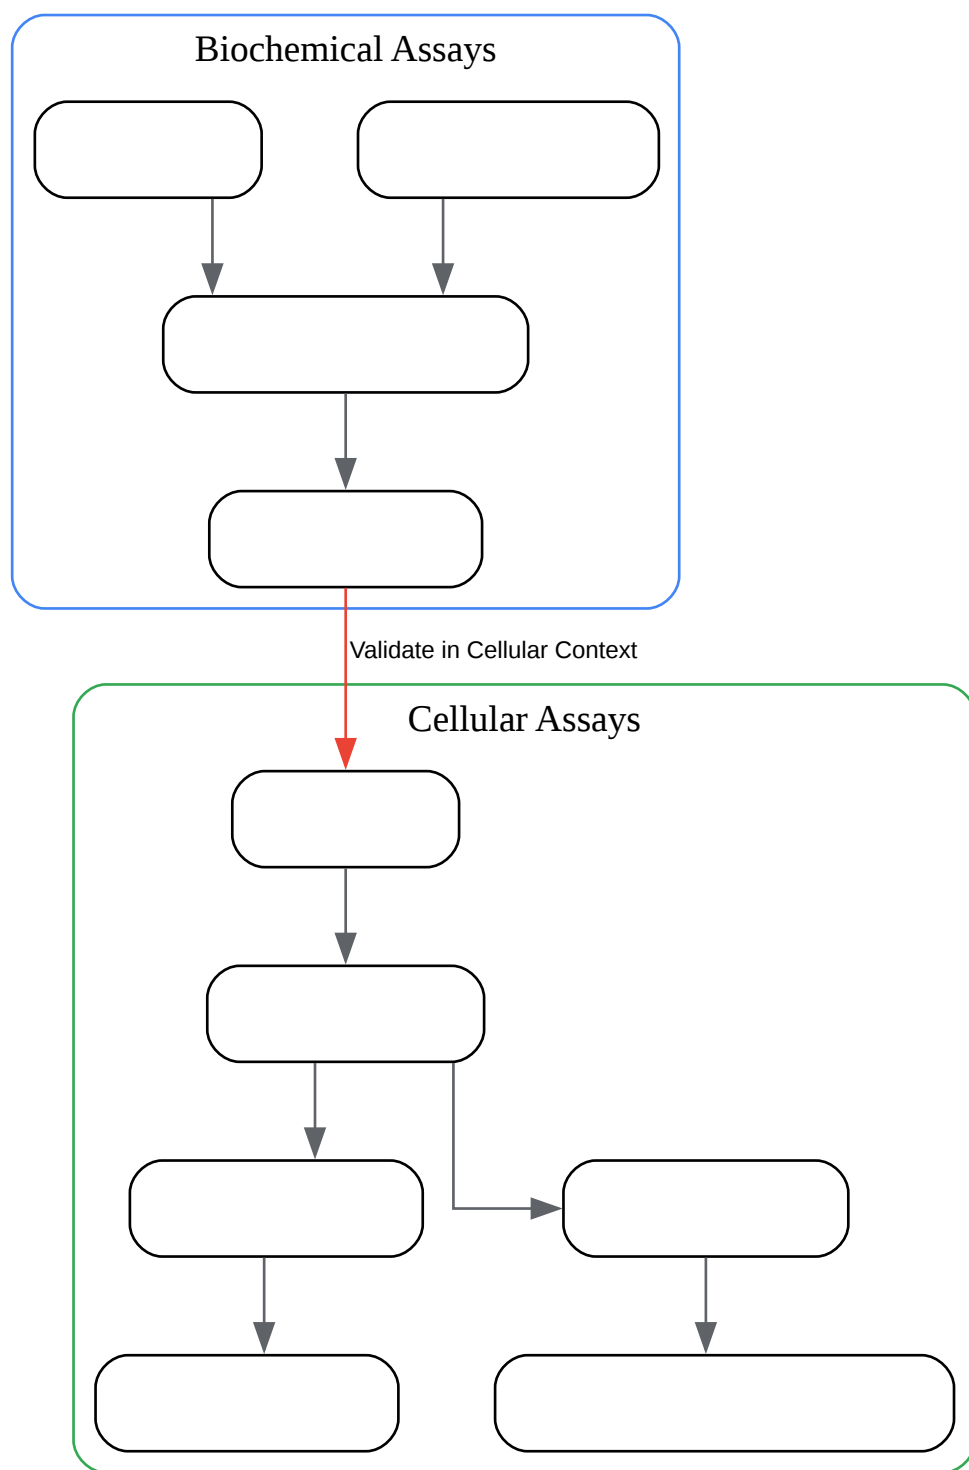 Biochemical Assays
Validate in Cellular Context
Cellular Assays